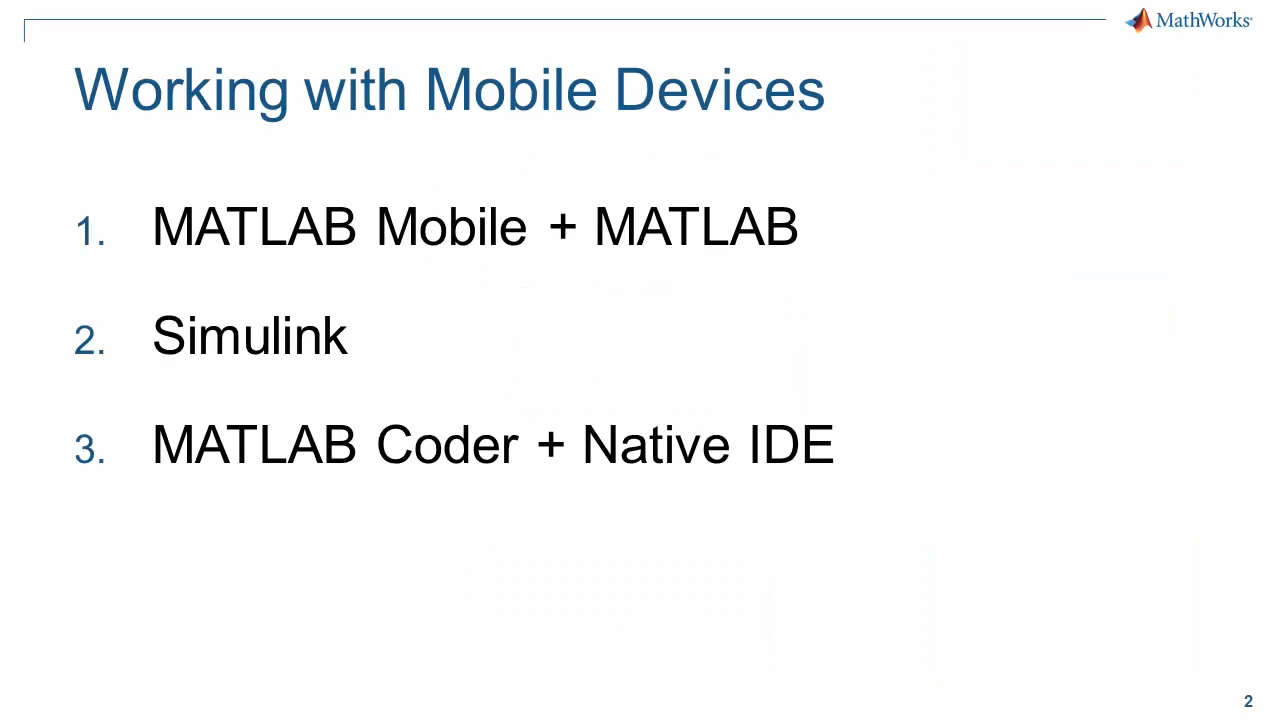 MathWorks®
Working with Mobile Devices
1. MATLAB Mobile + MATLAB
2. Simulink
3. MATLAB Coder + Native IDE
2